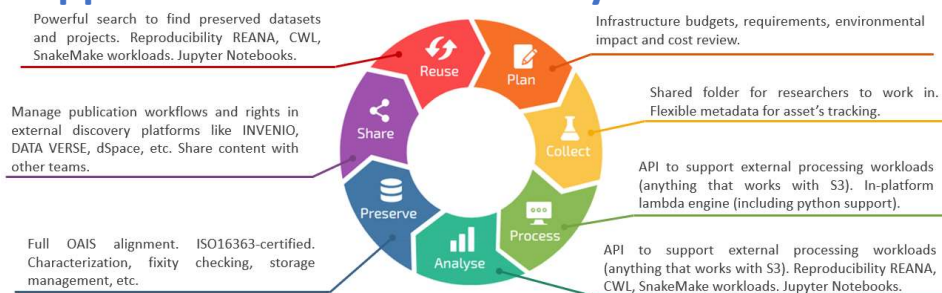 Powerful search to find preserved datasets
and projects. Reproducibility REANA, CWL,
SnakeMake workloads. Jupyter Notebooks.
Infrastructure budgets, requirements, environmental
impact and cost review.
Reuse
Plan
Manage publication workflows and rights in
external discovery platforms like INVENIO,
DATA VERSE, dSpace, etc. Share content with
other teams.
Share
Collect
Shared folder for researchers to work in.
Flexible metadata for asset's tracking.
Preserve
Process
Analyse
API to support external processing workloads
(anything that works with S3). In-platform
lambda engine (including python support).
Full OAIS alignment. ISO16363-certified.
Characterization, fixity checking, storage
management, etc.
API to support external processing workloads
(anything that works with S3). Reproducibility REANA,
CWL, SnakeMake workloads. Jupyter Notebooks.